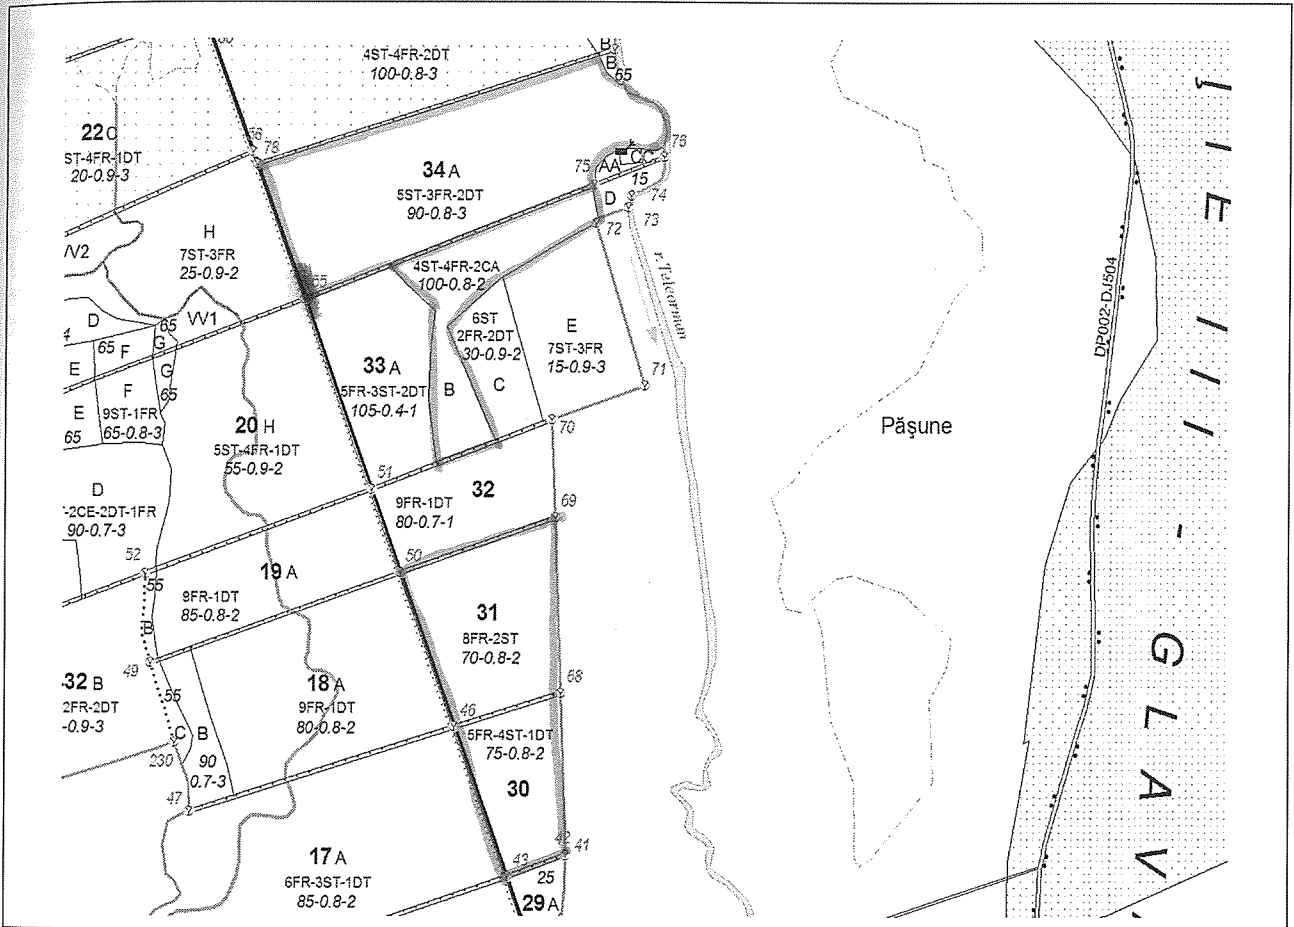 B
B
65
4ST-4FR-2DT
100-0.8-3
22 C
ST-4FR-1DT
20-0.9-3
78
76
75
AA
CC
15
74
73
72
D
34 A
5ST-3FR-2DT
90-0.8-3
H
7ST-3FR
25-0.9-2
VV1
D
65
65
F
G
E
G
65
F
9ST-1FR
65-0.8-3
E
65
4ST-4FR-2CA
100-0.8-2
6ST
2FR-2DT
30-0.9-2
E
7ST-3FR
15-0.9-3
r Teleorman
71
33 A
5FR-3ST-2DT
105-0.4-1
B
C
70
20 H
5ST-4FR-1DT
55-0.9-2
Pășune
DP002-DJ504
51
32
9FR-1DT
80-0.7-1
69
D
-2CE-2DT-1FR
90-0.7-3
52
55
50
19 A
9FR-1DT
85-0.8-2
B
49
31
8FR-2ST
70-0.8-2
68
32 B
2FR-2DT
-0.9-3
55
C
B
230
90
0.7-3
47
18 A
9FR-1DT
80-0.8-2
46
5FR-4ST-1DT
75-0.8-2
30
42
41
43
25
17 A
6FR-3ST-1DT
85-0.8-2
29 A
I E III - G L A V